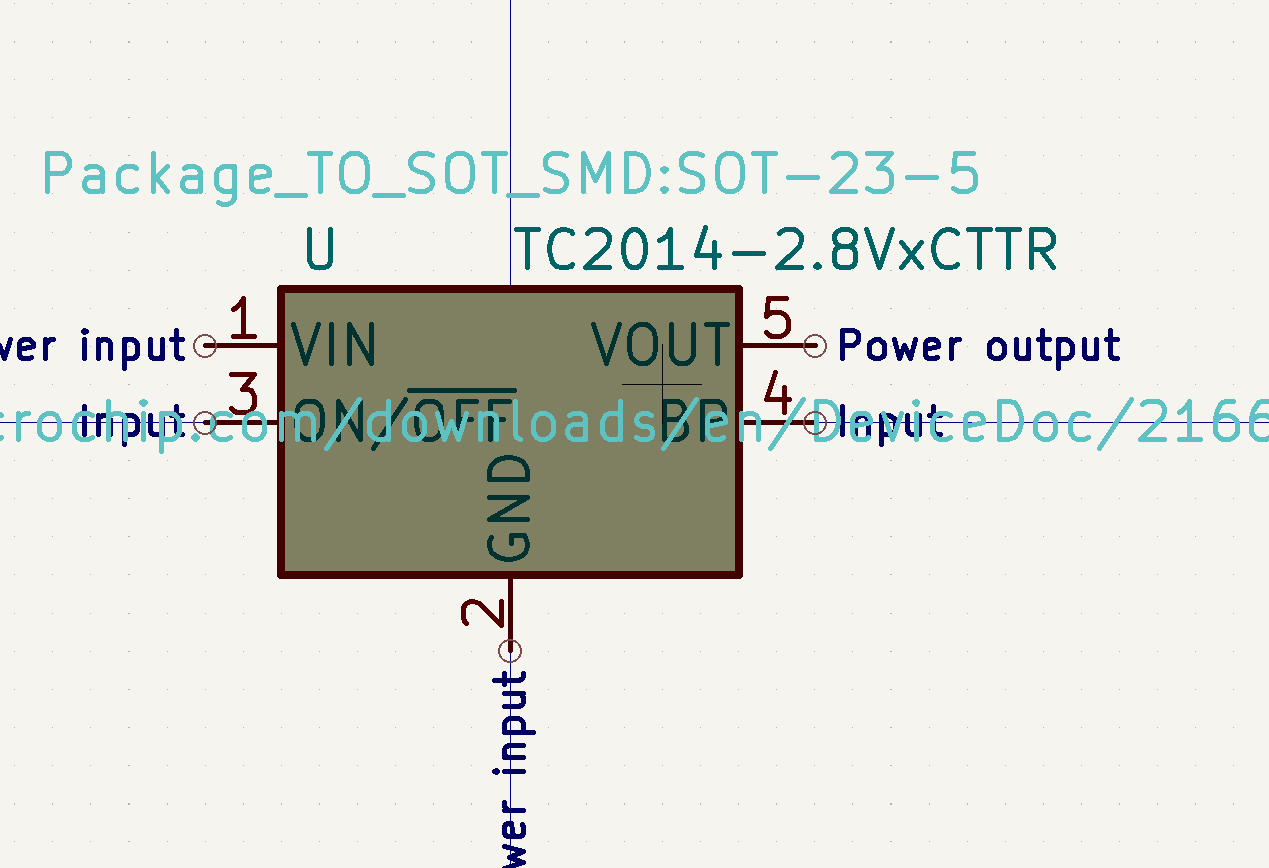 Package_TO_SOT_SMD:SOT-23-5
U TC2014-2.8VxCTTR
wer input 1 VIN VOUT 5 Power output
input 3 ON/OFF BP 4 Input
crochip.com/downloads/en/DeviceDoc/2166
GND
2
wer input